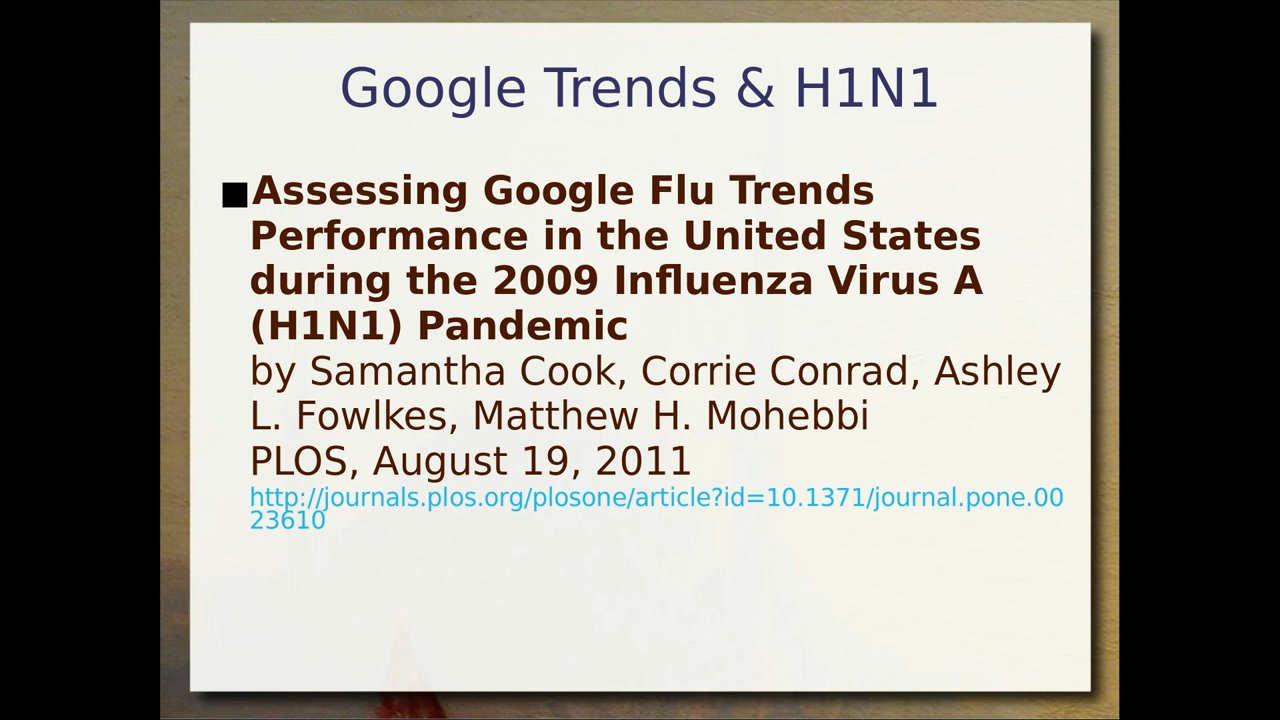 Google Trends & H1N1
■Assessing Google Flu Trends
Performance in the United States
during the 2009 Influenza Virus A
(H1N1) Pandemic
by Samantha Cook, Corrie Conrad, Ashley
L. Fowlkes, Matthew H. Mohebbi
PLOS, August 19, 2011
http://journals.plos.org/plosone/article?id=10.1371/journal.pone.00
23610